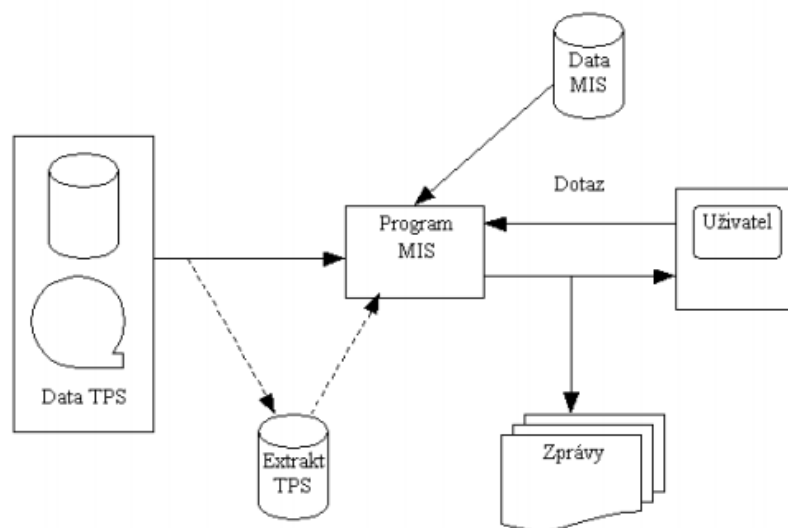 Data
MIS
Dotaz
Program
MIS
Uživatel
Data TPS
Extrakt
TPS
Zprávy